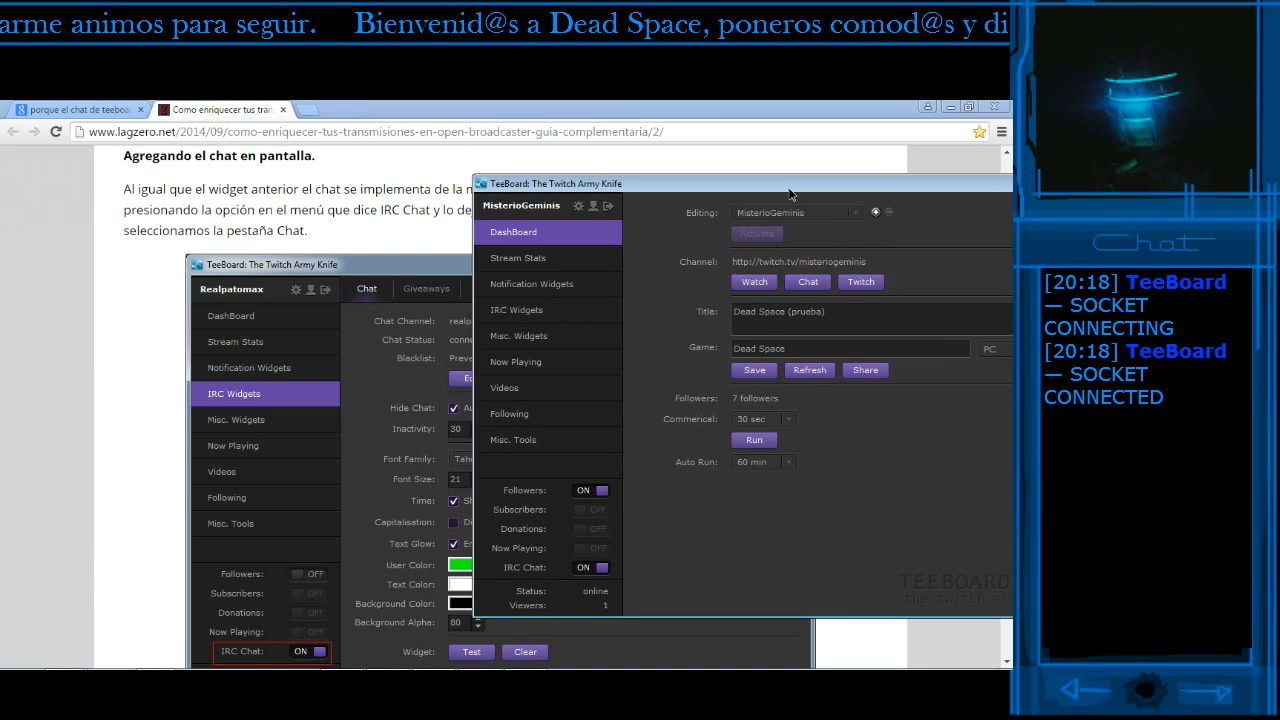 arme animos para seguir. Bienvenid@s a Dead Space, poneros comod@s y di
porque el chat de teeboa
Como enriquecer tus tran
www.lagzero.net/2014/09/como-enriquecer-tus-transmisiones-en-open-broadcaster-guia-complementaria/2/
Agregando el chat en pantalla.
Al igual que el widget anterior el chat se implementa de la
presionando la opción en el menú que dice IRC Chat y lo de
seleccionamos la pestaña Chat.
TeeBoard: The Twitch Army Knife
Realpatomax
Chat Giveaways
DashBoard
Stream Stats
Notification Widgets
IRC Widgets
Misc. Widgets
Now Playing
Videos
Following
Misc. Tools
Followers: OFF
Subscribers: OFF
Donations: OFF
Now Playing: OFF
IRC Chat: ON
Chat Channel: realp
Chat Status: conne
Blacklist: Preve
Hide Chat:
Inactivity: 30
Font Family: Tah
Font Size: 21
Time:
Capitalisation:
Text Glow:
User Color:
Text Color:
Background Color:
Background Alpha: 80
Widget: Test Clear
TeeBoard: The Twitch Army Knife
MisterioGeminis
DashBoard
Stream Stats
Notification Widgets
IRC Widgets
Misc. Widgets
Now Playing
Videos
Following
Misc. Tools
Followers: ON
Subscribers: OFF
Donations: OFF
Now Playing: OFF
IRC Chat: ON
Status: online
Viewers: 1
Editing: MisterioGeminis
Activate
Channel: http://twitch.tv/misteriogeminis
Watch Chat Twitch
Title: Dead Space (prueba)
Game: Dead Space PC
Save Refresh Share
Followers: 7 followers
Commerical: 30 sec
Run
Auto Run: 60 min
TEEBOARD
the twitch arm
Chat
[20:18] TeeBoard
— SOCKET
CONNECTING
[20:18] TeeBoard
— SOCKET
CONNECTED